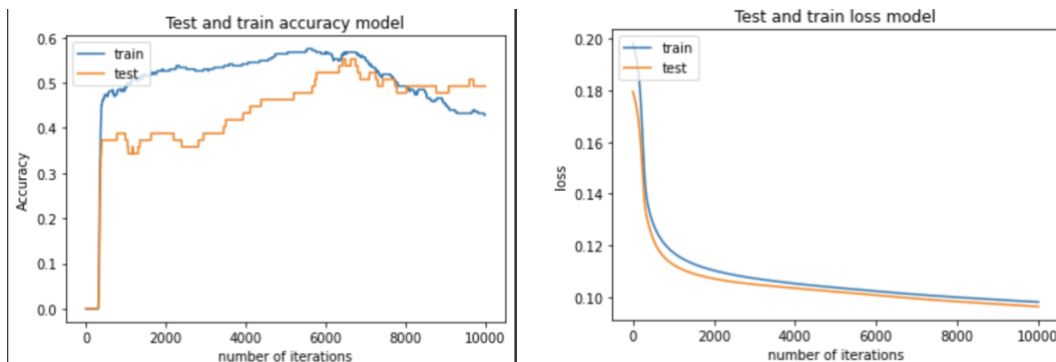 Test and train accuracy model
0.6
0.5
0.4
0.3
0.2
0.1
0.0
Accuracy
train
test
0
2000
4000
6000
8000
10000
number of iterations
Test and train loss model
0.20
0.18
0.16
0.14
0.12
0.10
loss
train
test
0
2000
4000
6000
8000
10000
number of iterations